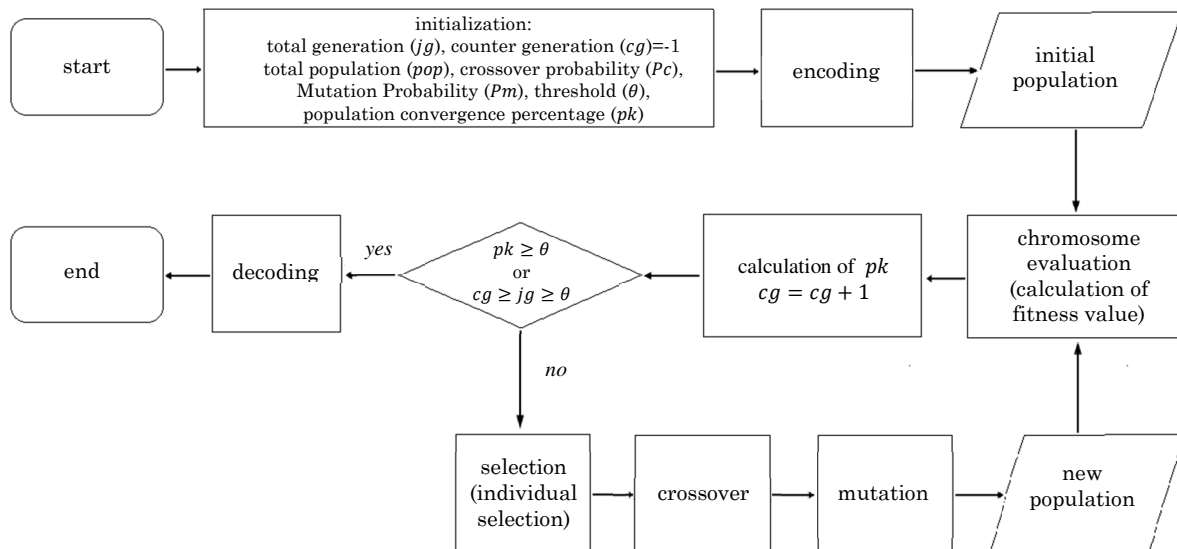 start
initialization:
total generation (jg), counter generation (cg)=-1
total population (pop), crossover probability (Pc),
Mutation Probability (Pm), threshold (θ),
population convergence percentage (pk)
encoding
initial
population
end
decoding
yes
pk ≥ θ
or
cg ≥ jg ≥ θ
calculation of pk
cg = cg + 1
chromosome
evaluation
(calculation of
fitness value)
no
selection
(individual
selection)
crossover
mutation
new
population